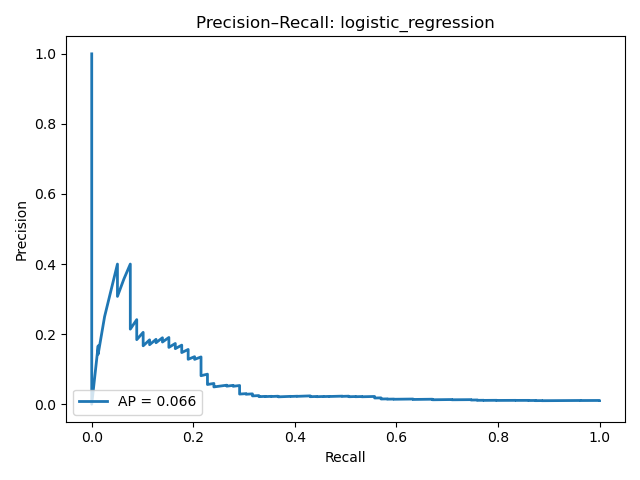 Precision–Recall: logistic_regression
Precision
1.0
0.8
0.6
0.4
0.2
0.0
AP = 0.066
0.0 0.2 0.4 0.6 0.8 1.0
Recall